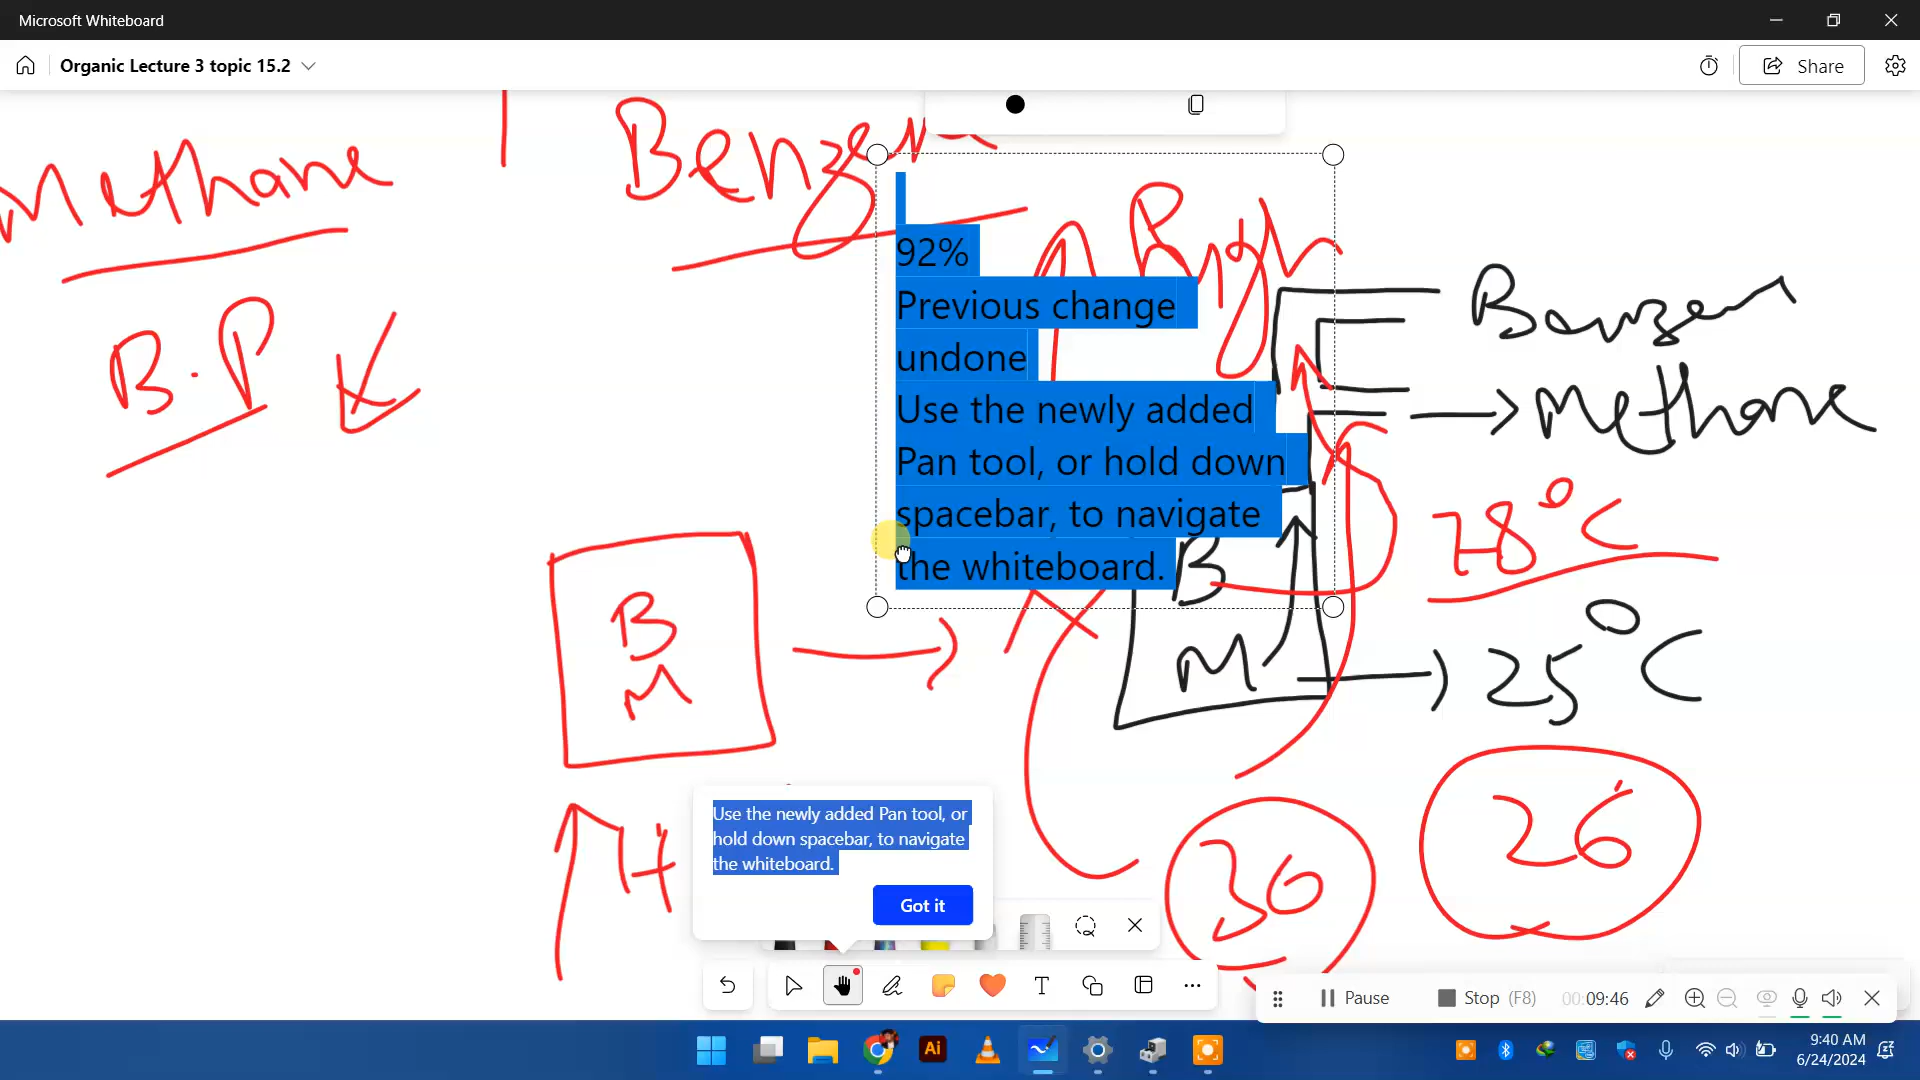 Microsoft Whiteboard
Organic Lecture 3 topic 15.2
Share
Methane
Benzene
92%
Previous change
undone
Use the newly added
Pan tool, or hold down
spacebar, to navigate
the whiteboard.
High
Benzene
Methane
B.P
78°C
B
M
B
M
25°C
H
26
30
Use the newly added Pan tool, or
hold down spacebar, to navigate
the whiteboard.
Got it
T
Pause
Stop (F8)
00:09:46
Ai
9:40 AM
6/24/2024